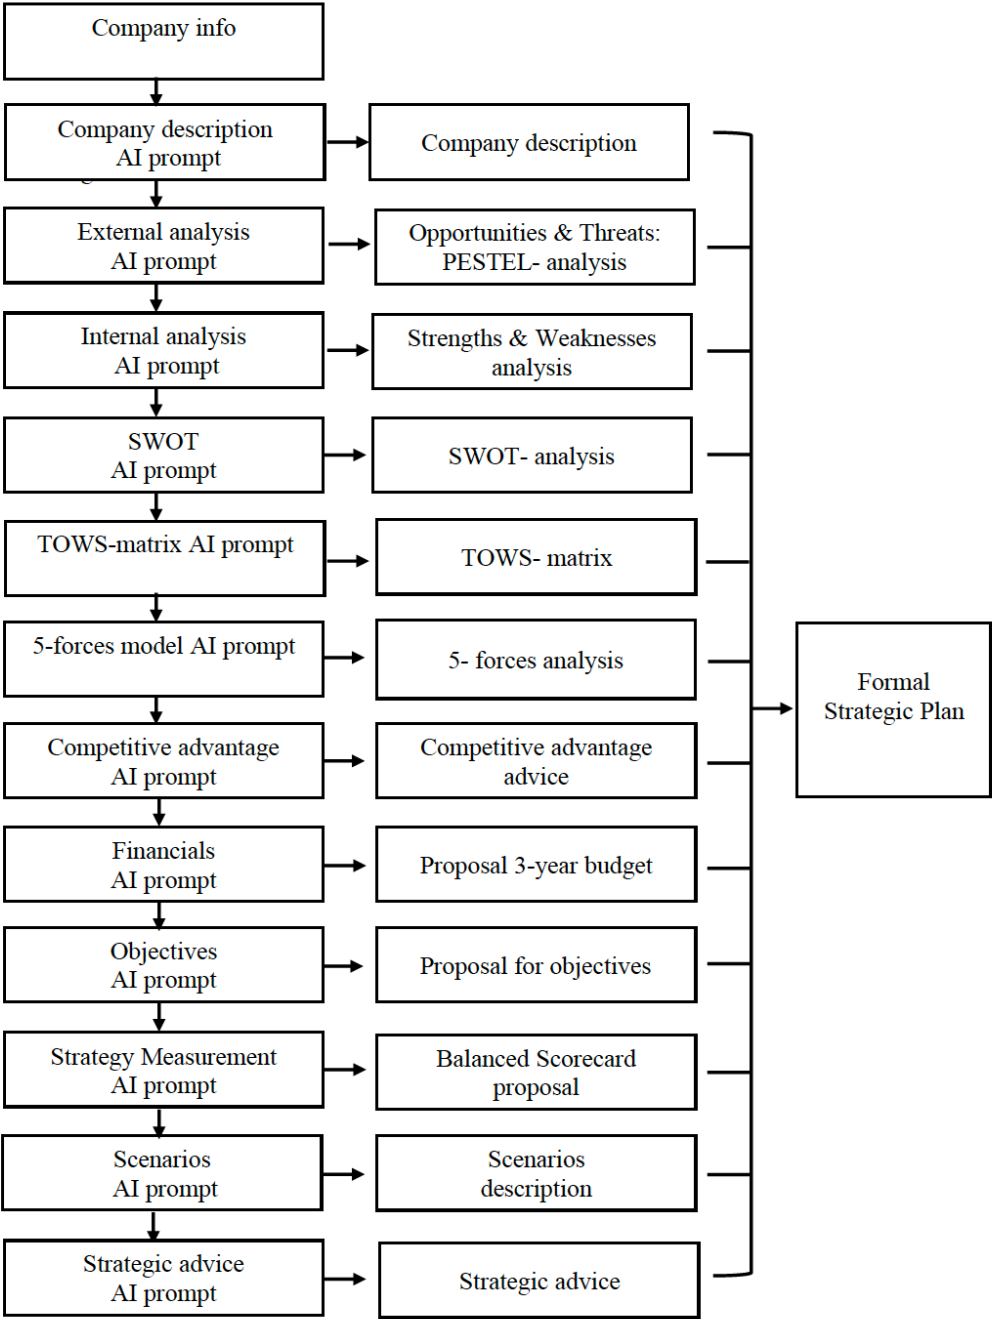 Company info
Company description
AI prompt
Company description
External analysis
AI prompt
Opportunities & Threats:
PESTEL- analysis
Internal analysis
AI prompt
Strengths & Weaknesses
analysis
SWOT
AI prompt
SWOT- analysis
TOWS-matrix AI prompt
TOWS- matrix
5-forces model AI prompt
5- forces analysis
Formal
Strategic Plan
Competitive advantage
AI prompt
Competitive advantage
advice
Financials
AI prompt
Proposal 3-year budget
Objectives
AI prompt
Proposal for objectives
Strategy Measurement
AI prompt
Balanced Scorecard
proposal
Scenarios
AI prompt
Scenarios
description
Strategic advice
AI prompt
Strategic advice